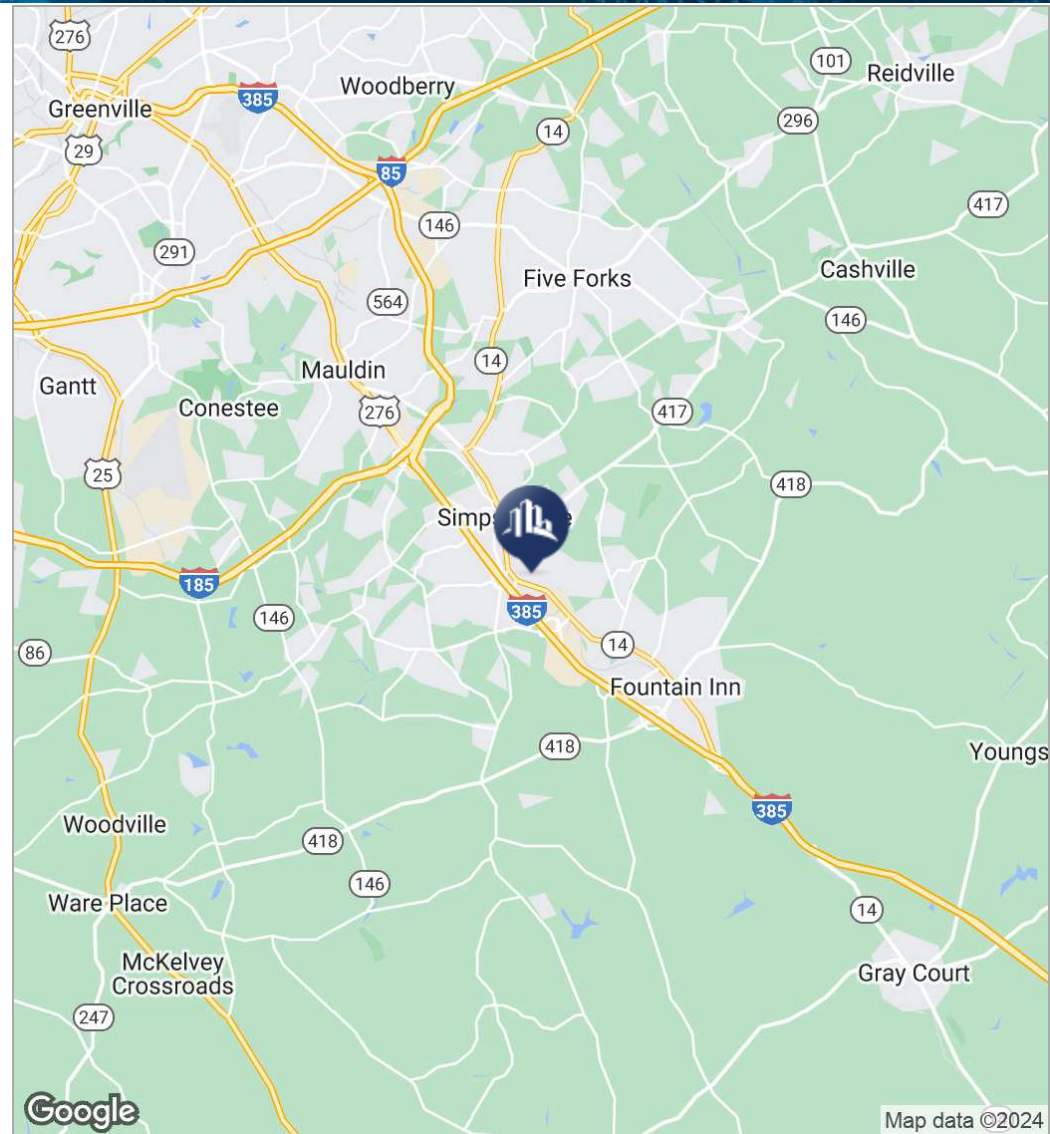 276
101
Reidville
Woodberry
385
Greenville
296
14
29
85
417
146
291
Five Forks
Cashville
564
146
14
Mauldin
Gantt
276
Conestee
417
25
418
Simps
e
185
385
146
14
86
Fountain Inn
418
Youngs
385
Woodville
418
146
Ware Place
14
McKelvey
Crossroads
Gray Court
247
Google
Map data ©2024